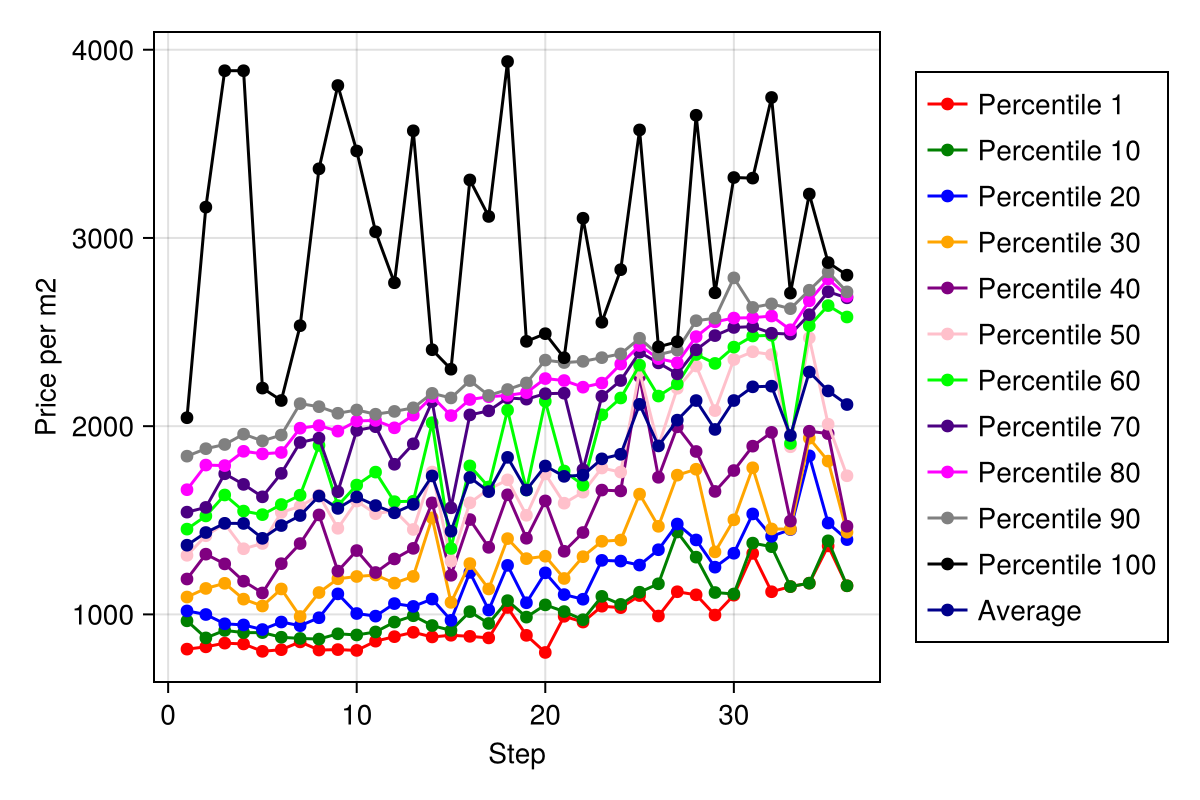 4000
3000
2000
1000
Price per m2
0 10 20 30
Step
Percentile 1
Percentile 10
Percentile 20
Percentile 30
Percentile 40
Percentile 50
Percentile 60
Percentile 70
Percentile 80
Percentile 90
Percentile 100
Average